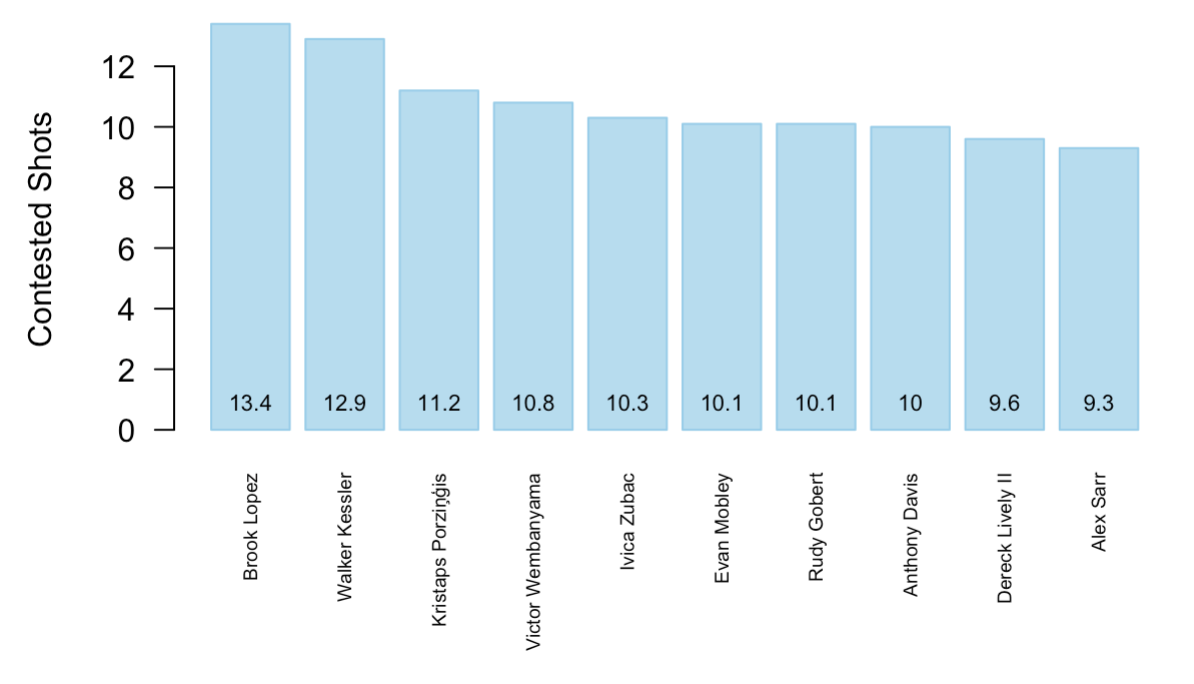 Contested Shots
12
10
8
6
4
2
0
13.4
12.9
11.2
10.8
10.3
10.1
10.1
10
9.6
9.3
Brook Lopez
Walker Kessler
Kristaps Porziņģis
Victor Wembanyama
Ivica Zubac
Evan Mobley
Rudy Gobert
Anthony Davis
Dereck Lively II
Alex Sarr